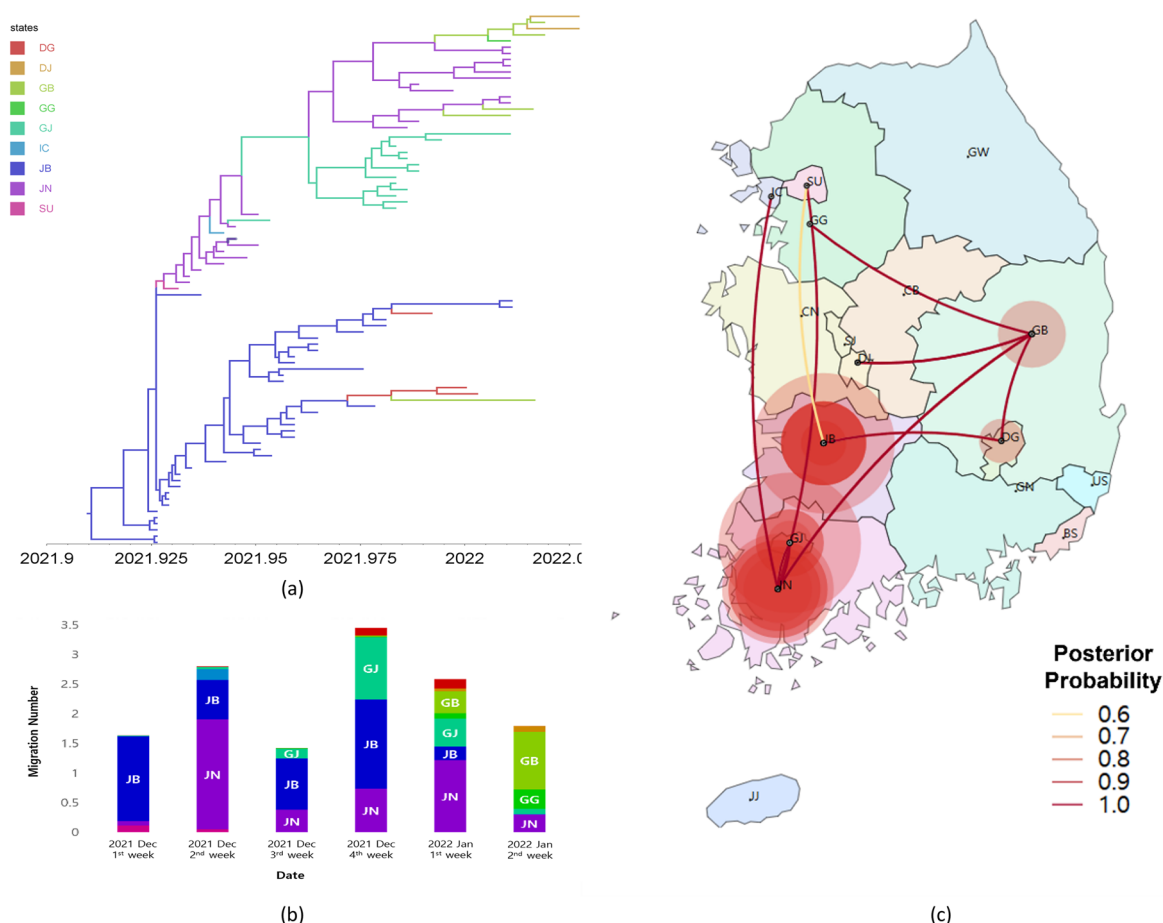 states
DG
DJ
GB
GG
GJ
IC
JB
JN
SU
2021.9 2021.925 2021.95 2021.975 2022
(a)
3.5
3
2.5
2
1.5
1
0.5
0
Migration Number
JB
JB
JN
GJ
JB
JN
GJ
JB
JN
GB
GJ
JB
JN
GB
GG
JN
2021 Dec 2021 Dec 2021 Dec 2021 Dec 2022 Jan 2022 Jan
1st week 2nd week 3rd week 4th week 1st week 2nd week
Date
(b)
GW
SU
IC
GG
CB
CN
GB
SJ
DJ
JB
DG
GN
US
BS
GJ
JN
JJ
Posterior
Probability
0.6
0.7
0.8
0.9
1.0
(c)